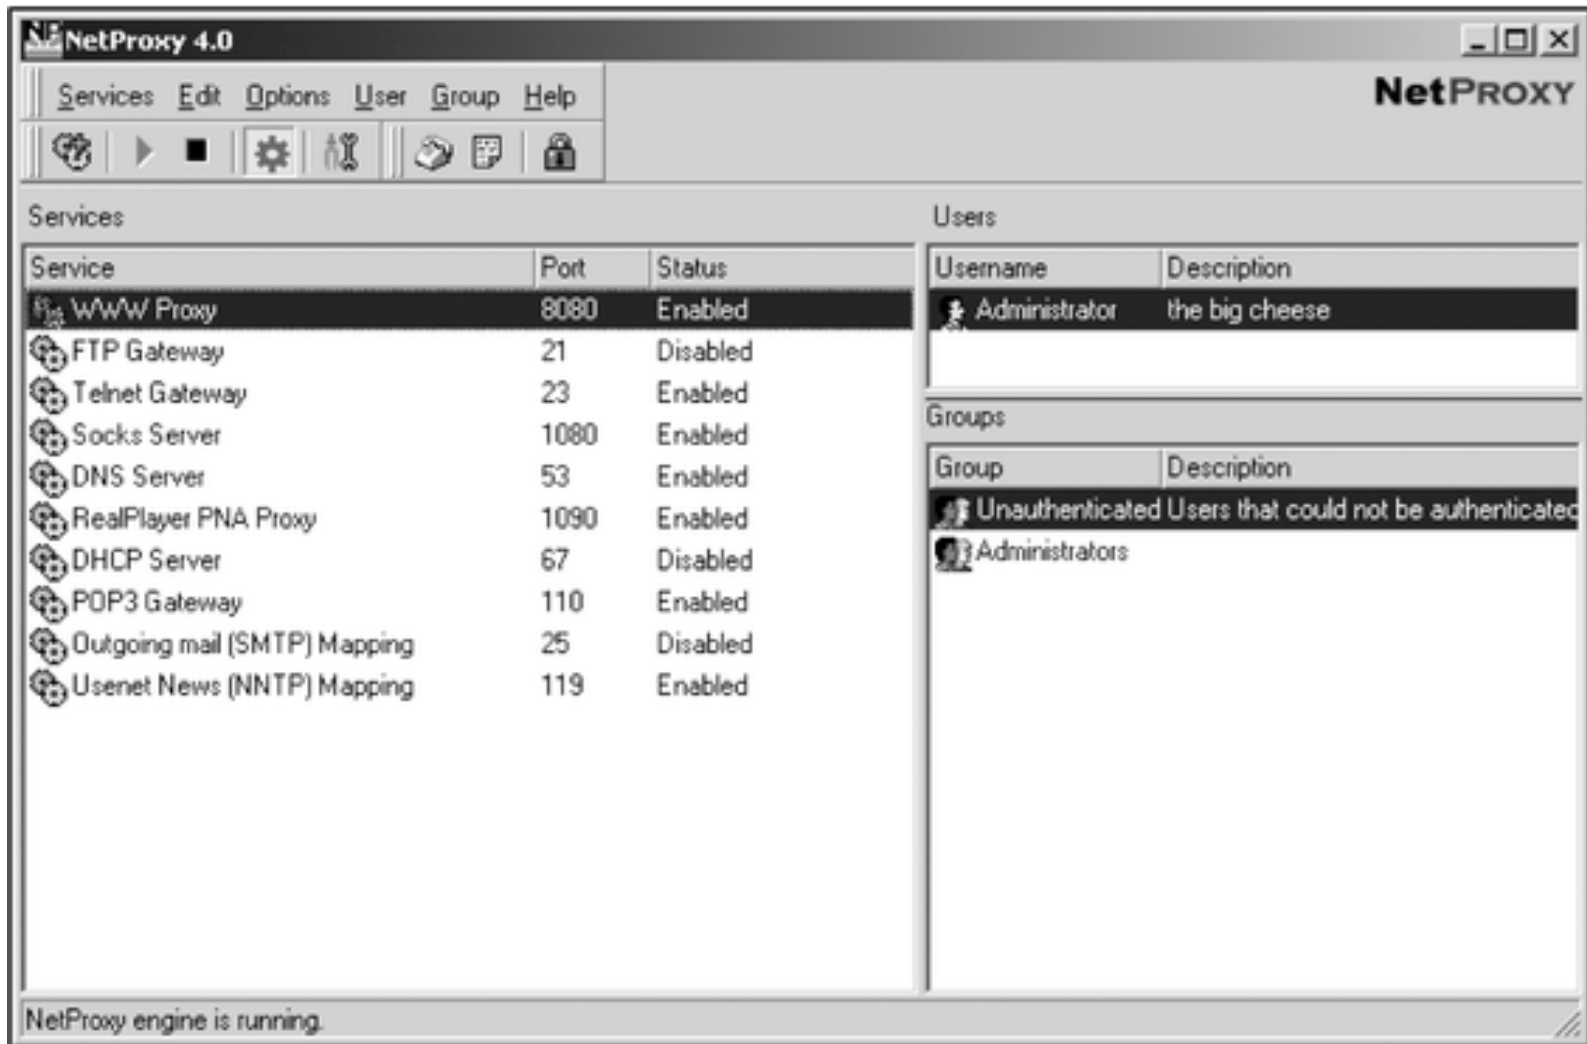 NetProxy 4.0
Services Edit Options User Group Help
NetPROXY
Services
Service Port Status
WWW Proxy 8080 Enabled
FTP Gateway 21 Disabled
Telnet Gateway 23 Enabled
Socks Server 1080 Enabled
DNS Server 53 Enabled
RealPlayer PNA Proxy 1090 Enabled
DHCP Server 67 Disabled
POP3 Gateway 110 Enabled
Outgoing mail (SMTP) Mapping 25 Disabled
Usenet News (NNTP) Mapping 119 Enabled
Users
Username Description
Administrator the big cheese
Groups
Group Description
Unauthenticated Users that could not be authenticated
Administrators
NetProxy engine is running.